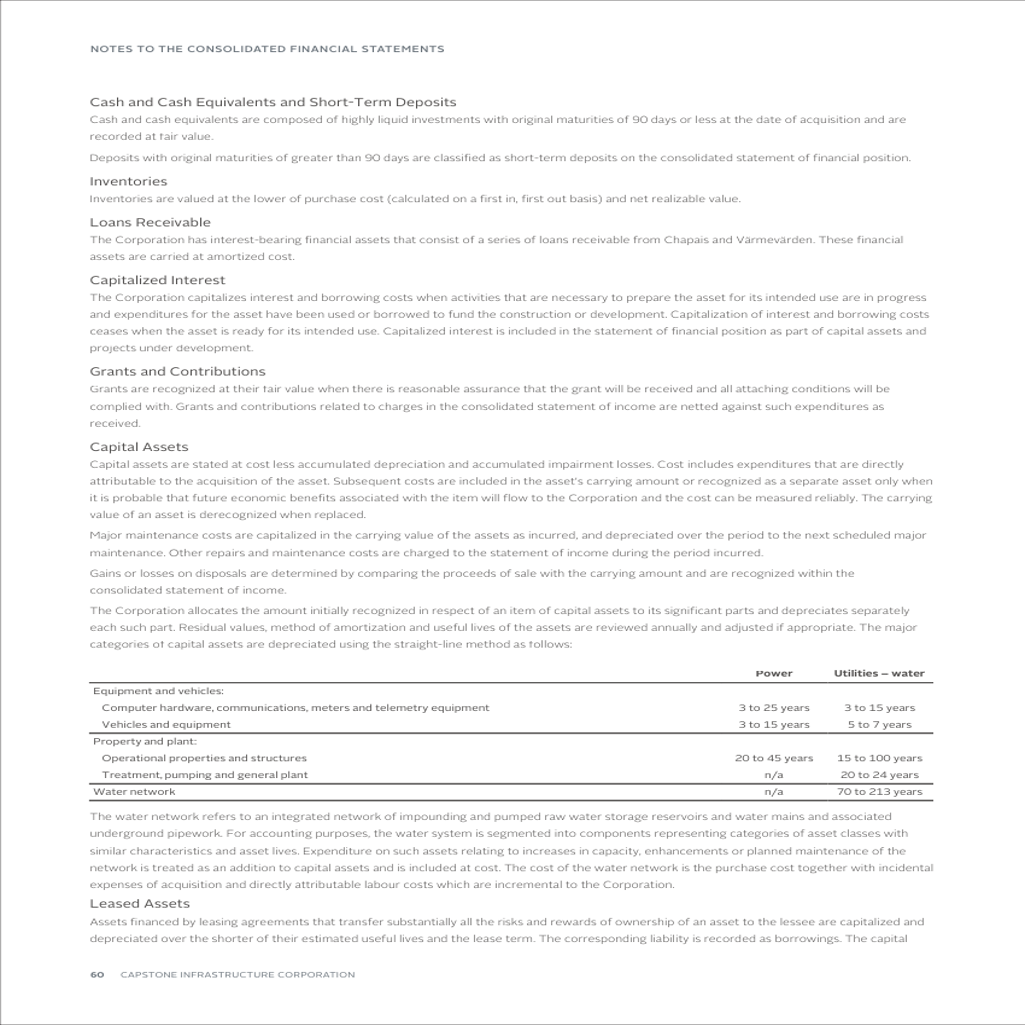 NOTES TO THE CONSOLIDATED FINANCIAL STATEMENTS
Cash and Cash Equivalents and Short-Term Deposits
Cash and cash equivalents are composed of highly liquid investments with original maturities of 90 days or less at the date of acquisition and are
recorded at fair value.
Deposits with original maturities of greater than 90 days are classified as short-term deposits on the consolidated statement of financial position.
Inventories
Inventories are valued at the lower of purchase cost (calculated on a first in, first out basis) and net realizable value.
Loans Receivable
The Corporation has interest-bearing financial assets that consist of a series of loans receivable from Chapais and Värmevärden. These financial
assets are carried at amortized cost.
Capitalized Interest
The Corporation capitalizes interest and borrowing costs when activities that are necessary to prepare the asset for its intended use are in progress
and expenditures for the asset have been used or borrowed to fund the construction or development. Capitalization of interest and borrowing costs
ceases when the asset is ready for its intended use. Capitalized interest is included in the statement of financial position as part of capital assets and
projects under development.
Grants and Contributions
Grants are recognized at their fair value when there is reasonable assurance that the grant will be received and all attaching conditions will be
complied with. Grants and contributions related to charges in the consolidated statement of income are netted against such expenditures as
received.
Capital Assets
Capital assets are stated at cost less accumulated depreciation and accumulated impairment losses. Cost includes expenditures that are directly
attributable to the acquisition of the asset. Subsequent costs are included in the asset's carrying amount or recognized as a separate asset only when
it is probable that future economic benefits associated with the item will flow to the Corporation and the cost can be measured reliably. The carrying
value of an asset is derecognized when replaced.
Major maintenance costs are capitalized in the carrying value of the assets as incurred, and depreciated over the period to the next scheduled major
maintenance. Other repairs and maintenance costs are charged to the statement of income during the period incurred.
Gains or losses on disposals are determined by comparing the proceeds of sale with the carrying amount and are recognized within the
consolidated statement of income.
The Corporation allocates the amount initially recognized in respect of an item of capital assets to its significant parts and depreciates separately
each such part. Residual values, method of amortization and useful lives of the assets are reviewed annually and adjusted if appropriate. The major
categories of capital assets are depreciated using the straight-line method as follows:
Power Utilities – water
Equipment and vehicles:
Computer hardware, communications, meters and telemetry equipment 3 to 25 years 3 to 15 years
Vehicles and equipment 3 to 15 years 5 to 7 years
Property and plant:
Operational properties and structures 20 to 45 years 15 to 100 years
Treatment, pumping and general plant n/a 20 to 24 years
Water network n/a 70 to 213 years
The water network refers to an integrated network of impounding and pumped raw water storage reservoirs and water mains and associated
underground pipework. For accounting purposes, the water system is segmented into components representing categories of asset classes with
similar characteristics and asset lives. Expenditure on such assets relating to increases in capacity, enhancements or planned maintenance of the
network is treated as an addition to capital assets and is included at cost. The cost of the water network is the purchase cost together with incidental
expenses of acquisition and directly attributable labour costs which are incremental to the Corporation.
Leased Assets
Assets financed by leasing agreements that transfer substantially all the risks and rewards of ownership of an asset to the lessee are capitalized and
depreciated over the shorter of their estimated useful lives and the lease term. The corresponding liability is recorded as borrowings. The capital
60 CAPSTONE INFRASTRUCTURE CORPORATION